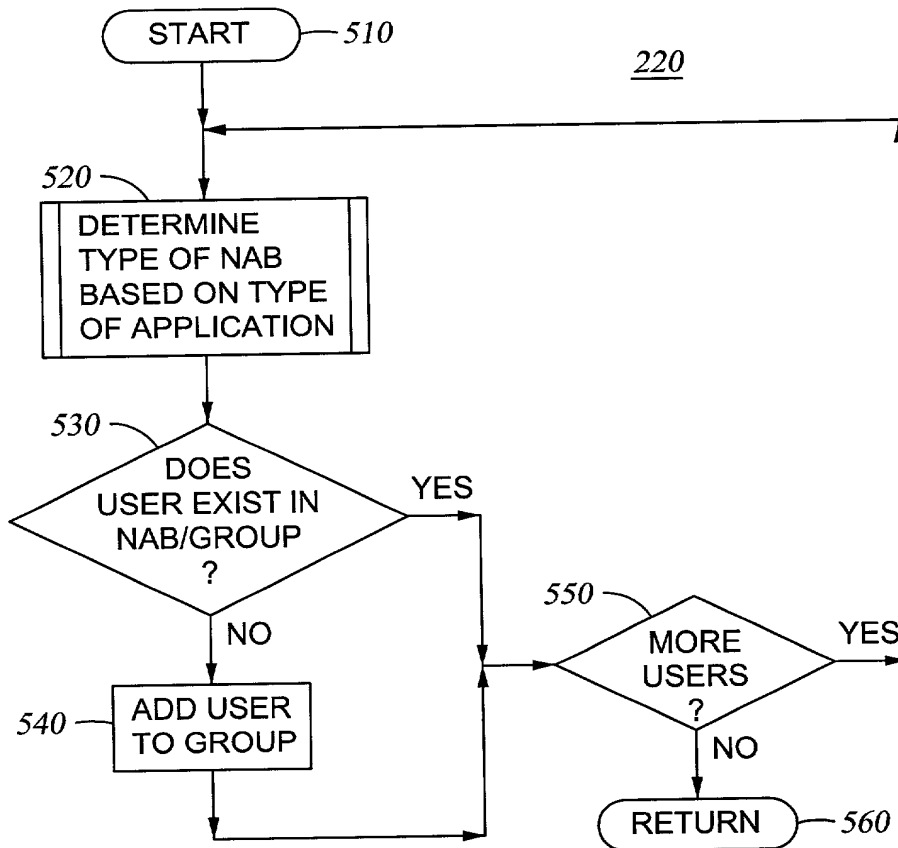 START
510
220
520
DETERMINE
TYPE OF NAB
BASED ON TYPE
OF APPLICATION
530
DOES
USER EXIST IN
NAB/GROUP
?
YES
NO
540
ADD USER
TO GROUP
550
MORE
USERS
?
YES
NO
RETURN
560